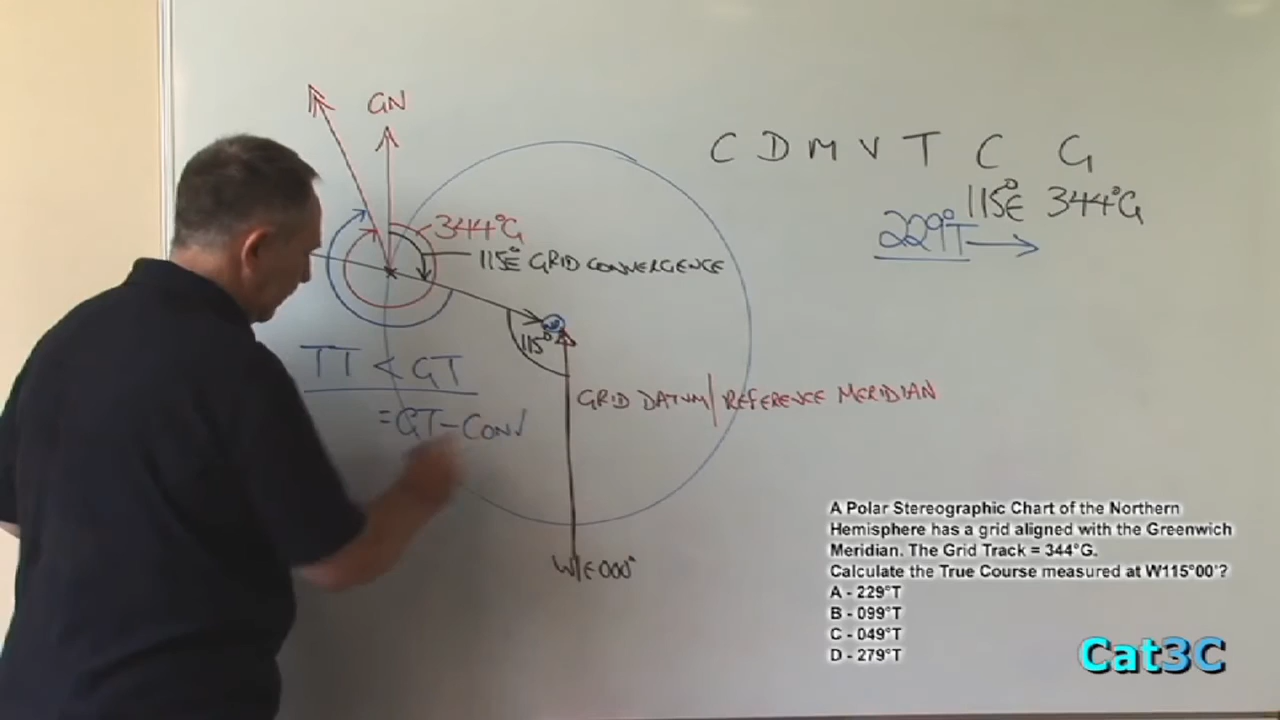 GN
C D M V T C G
115°E 344°G
229°T
344°G
115°E GRID CONVERGENCE
115°
TT < GT
= GT - CONV
GRID DATUM/REFERENCE MERIDIAN
W/E 000°
A Polar Stereographic Chart of the Northern
Hemisphere has a grid aligned with the Greenwich
Meridian. The Grid Track = 344°G.
Calculate the True Course measured at W115°00'?
A - 229°T
B - 099°T
C - 049°T
D - 279°T
Cat3C